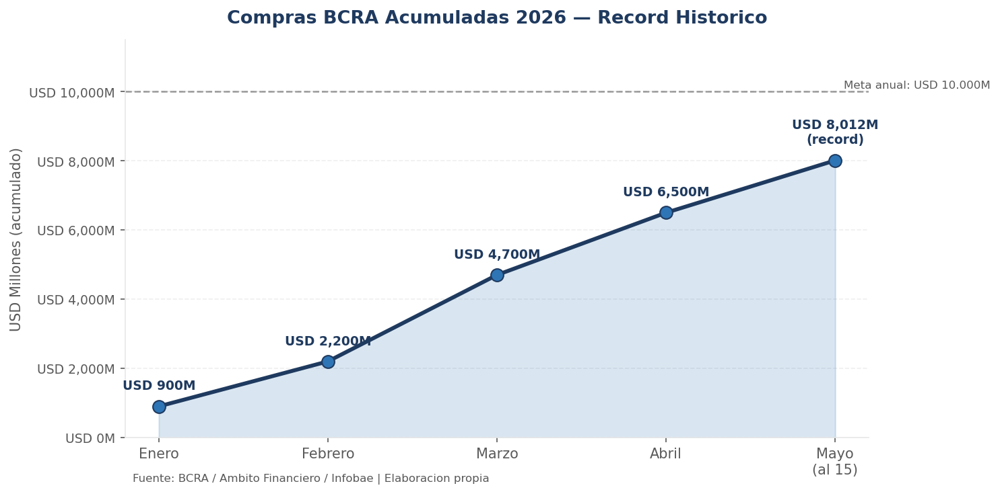 Compras BCRA Acumuladas 2026 — Record Historico
USD Millones (acumulado)
USD 10,000M
USD 8,000M
USD 6,000M
USD 4,000M
USD 2,000M
USD 0M
Meta anual: USD 10.000M
USD 900M
USD 2,200M
USD 4,700M
USD 6,500M
USD 8,012M
(record)
Enero
Febrero
Marzo
Abril
Mayo
(al 15)
Fuente: BCRA / Ambito Financiero / Infobae | Elaboracion propia